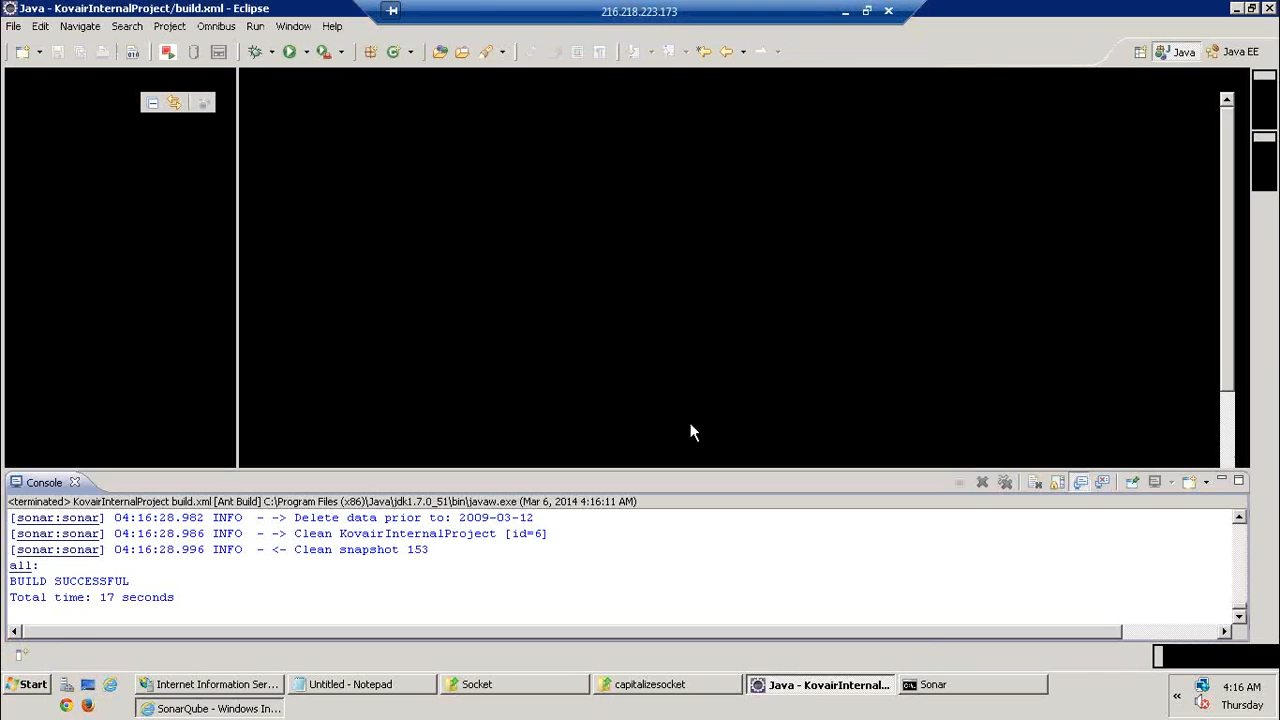 Java - KovairInternalProject/build.xml - Eclipse
216.218.223.173
File Edit Navigate Search Project Omnibus Run Window Help
Java Java EE
Console
<terminated> KovairInternalProject build.xml [Ant Build] C:\Program Files (x86)\Java\jdk1.7.0_51\bin\javaw.exe (Mar 6, 2014 4:16:11 AM)
[sonar:sonar] 04:16:28.982 INFO - -> Delete data prior to: 2009-03-12
[sonar:sonar] 04:16:28.986 INFO - -> Clean KovairInternalProject [id=6]
[sonar:sonar] 04:16:28.996 INFO - <- Clean snapshot 153
all:
BUILD SUCCESSFUL
Total time: 17 seconds
Start Internet Information Ser... Untitled - Notepad Socket capitalizesocket Java - KovairInternal... Sonar 4:16 AM
SonarQube - Windows In... Thursday